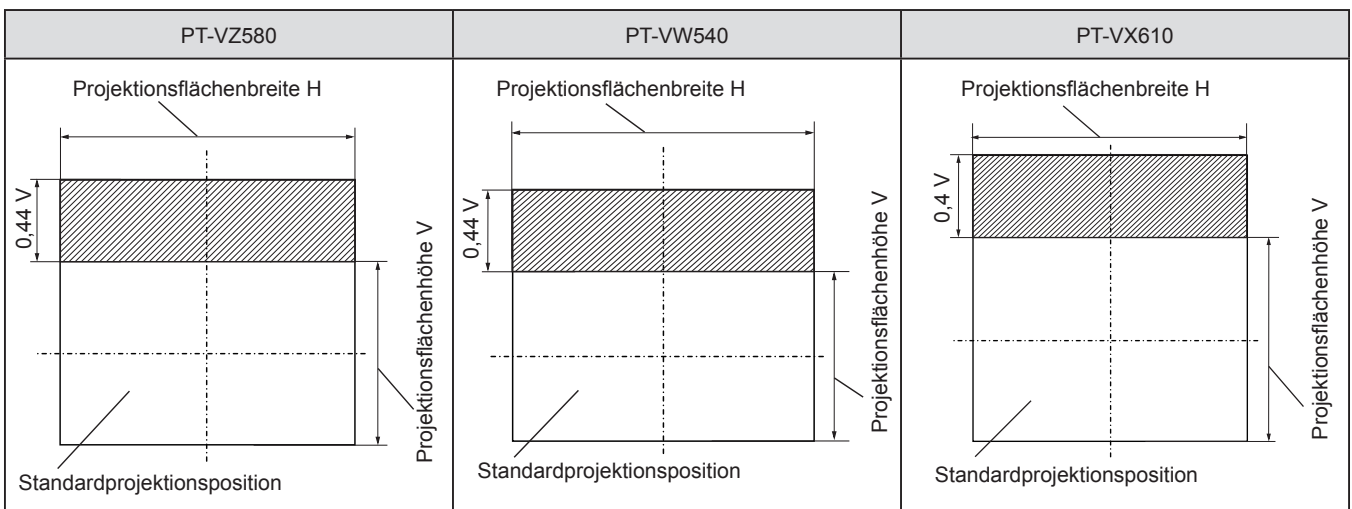 PT-VZ580
PT-VW540
PT-VX610
Projektionsflächenbreite H
0,44 V
Projektionsflächenhöhe V
Standardprojektionsposition
Projektionsflächenbreite H
0,44 V
Projektionsflächenhöhe V
Standardprojektionsposition
Projektionsflächenbreite H
0,4 V
Projektionsflächenhöhe V
Standardprojektionsposition